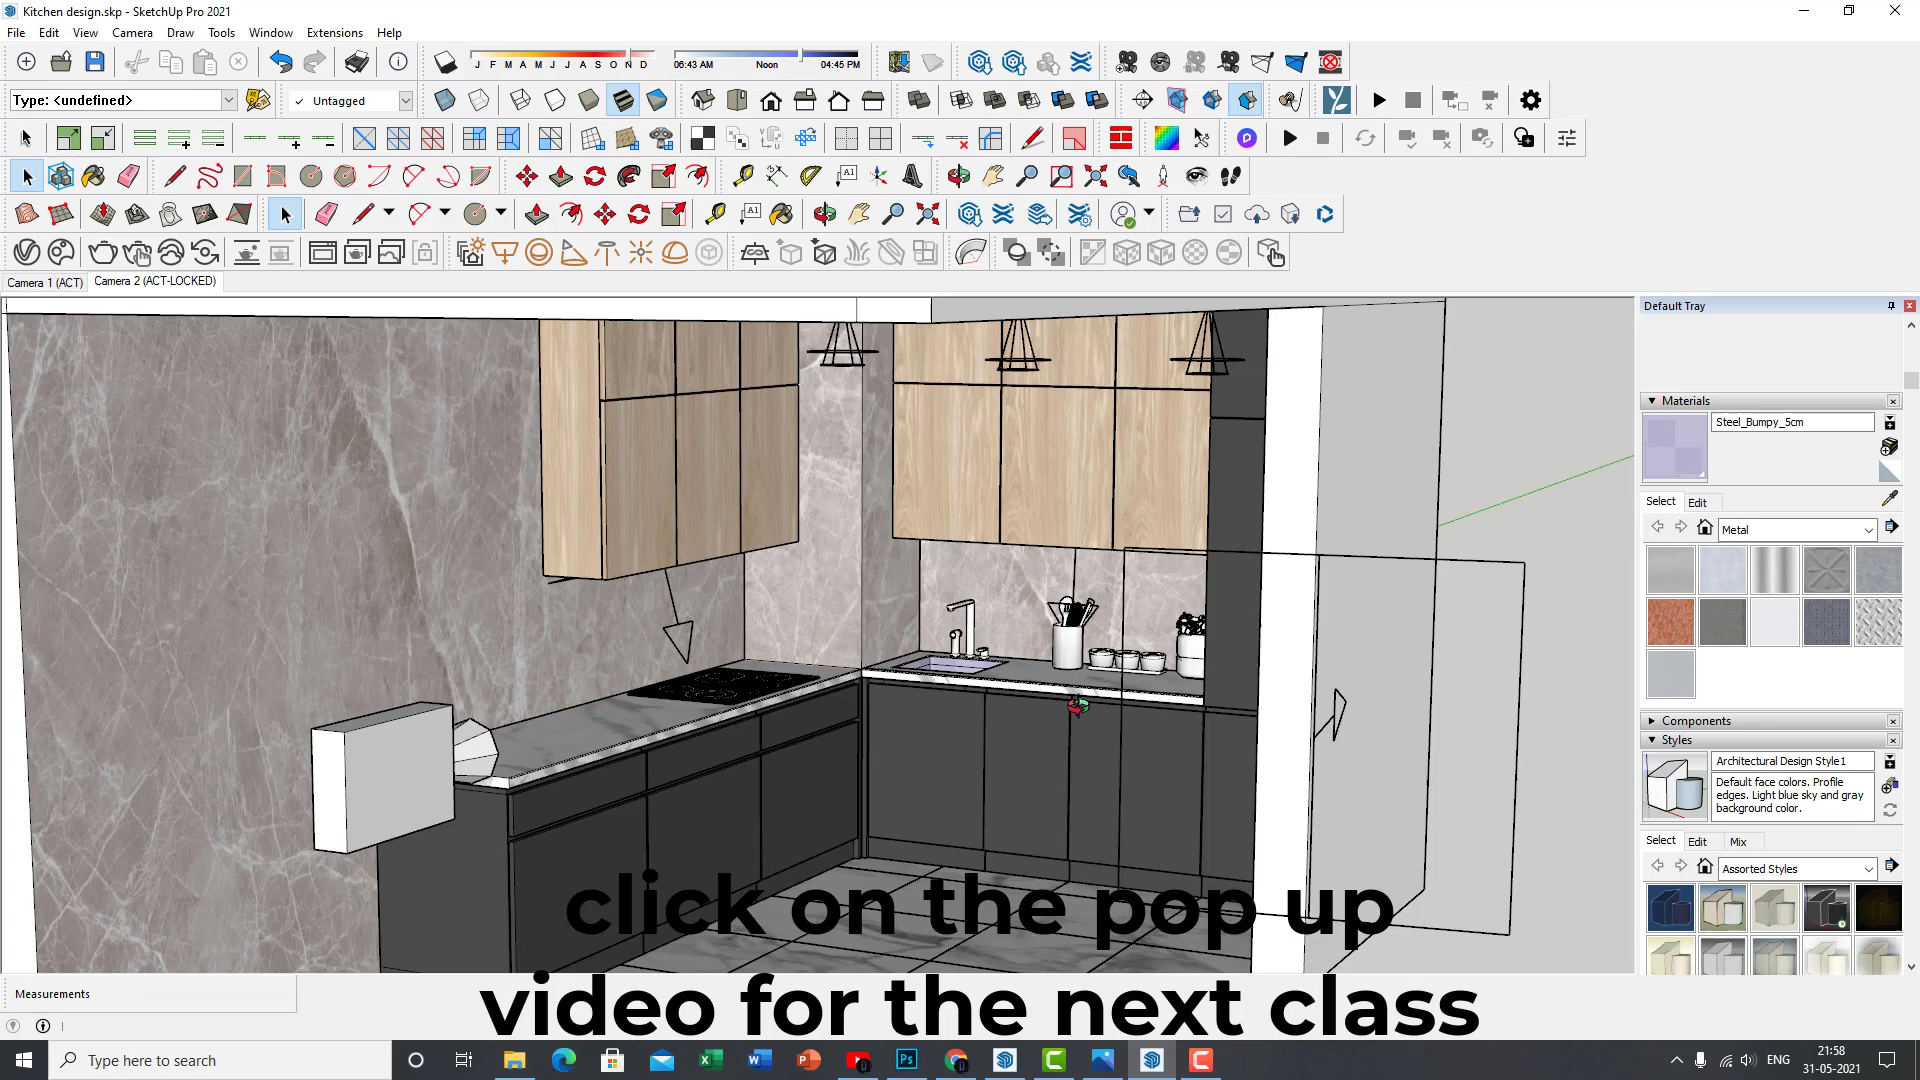 Kitchen design.skp - SketchUp Pro 2021
File Edit View Camera Draw Tools Window Extensions Help
J F M A M J J A S O N D 06:43 AM Noon 04:45 PM
Type: <undefined> Untagged
A1
A1
Camera 1 (ACT) Camera 2 (ACT-LOCKED)
Default Tray
Materials
Steel_Bumpy_5cm
Select Edit
Metal
Components
Styles
Architectural Design Style1
Default face colors. Profile
edges. Light blue sky and gray
background color.
Select Edit Mix
Assorted Styles
click on the pop up
video for the next class
Measurements
Type here to search
ENG
21:58
31-05-2021